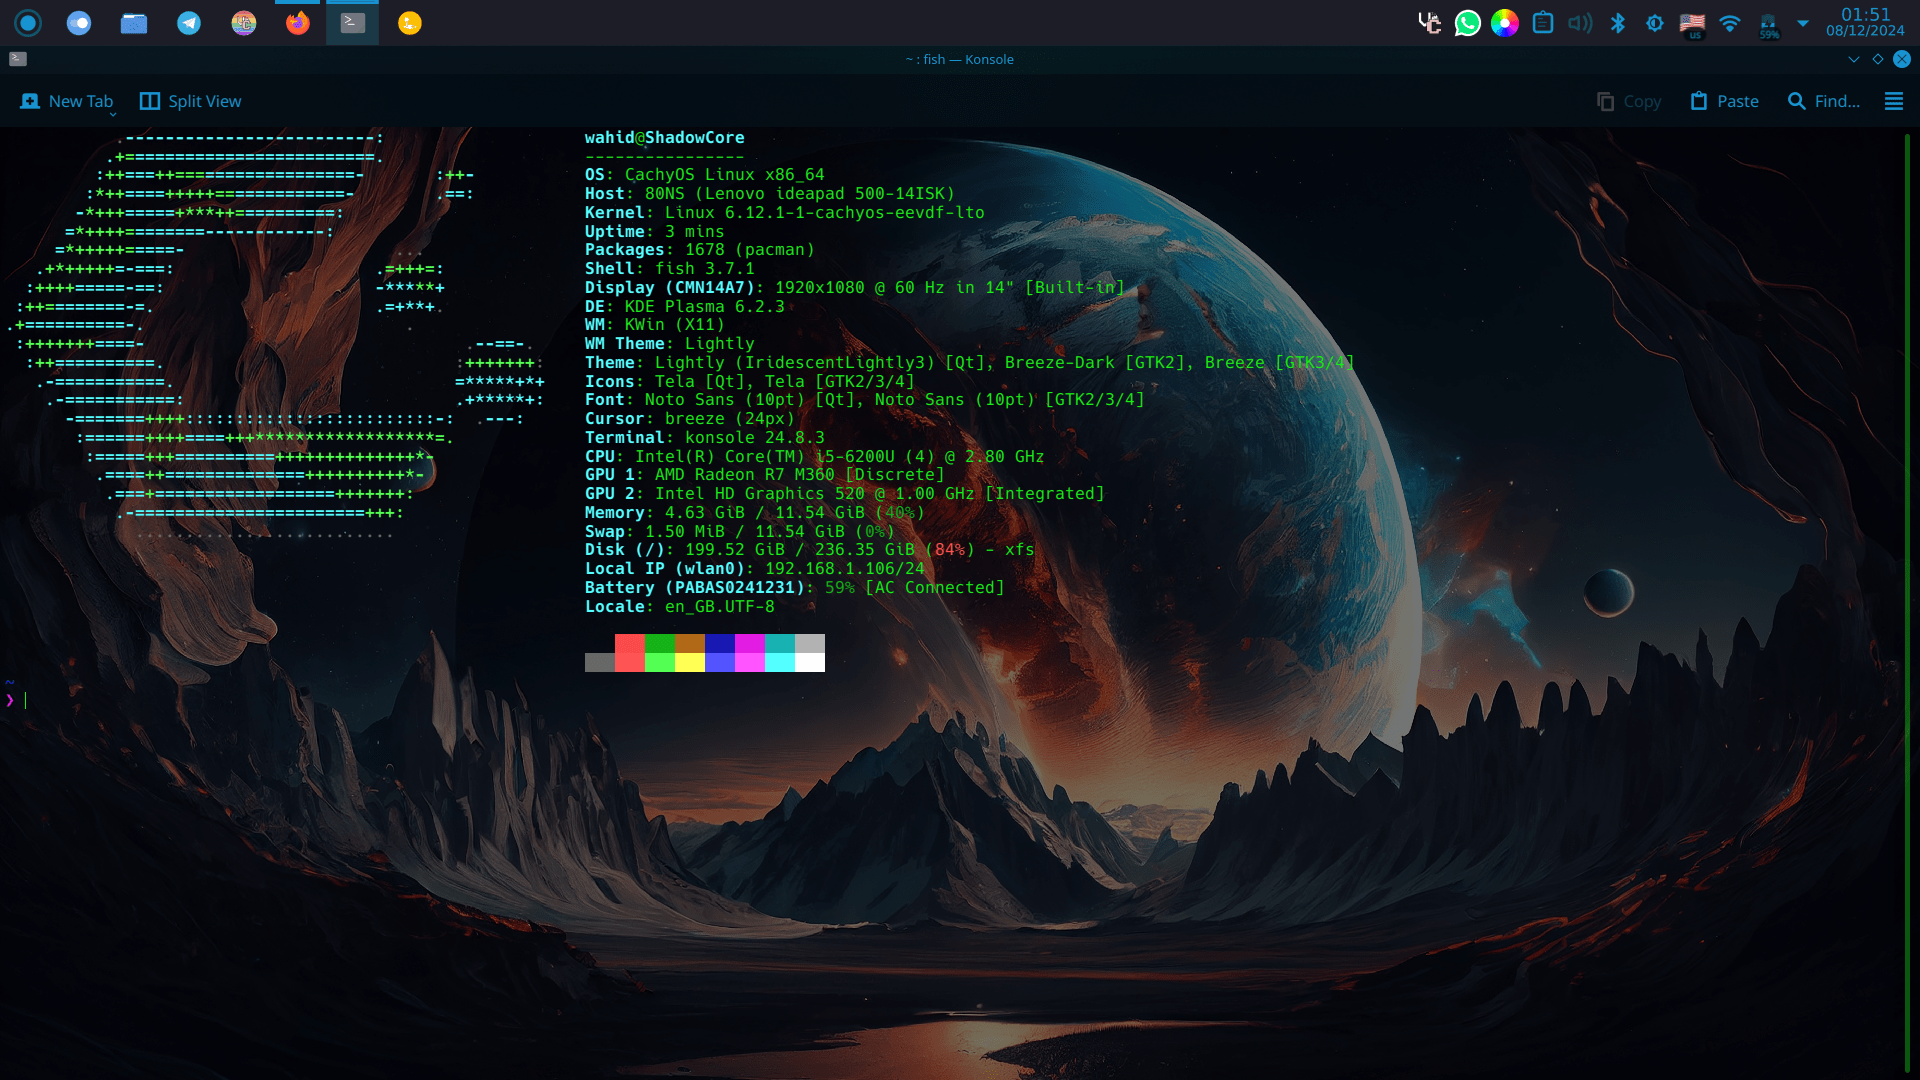 01:51
us
59%
08/12/2024
~ : fish — Konsole
New Tab
Split View
Copy
Paste
Find...
wahid@ShadowCore
----------------
OS: CachyOS Linux x86_64
Host: 80NS (Lenovo ideapad 500-14ISK)
Kernel: Linux 6.12.1-1-cachyos-eevdf-lto
Uptime: 3 mins
Packages: 1678 (pacman)
Shell: fish 3.7.1
Display (CMN14A7): 1920x1080 @ 60 Hz in 14" [Built-in]
DE: KDE Plasma 6.2.3
WM: KWin (X11)
WM Theme: Lightly
Theme: Lightly (IridescentLightly3) [Qt], Breeze-Dark [GTK2], Breeze [GTK3/4]
Icons: Tela [Qt], Tela [GTK2/3/4]
Font: Noto Sans (10pt) [Qt], Noto Sans (10pt) [GTK2/3/4]
Cursor: breeze (24px)
Terminal: konsole 24.8.3
CPU: Intel(R) Core(TM) i5-6200U (4) @ 2.80 GHz
GPU 1: AMD Radeon R7 M360 [Discrete]
GPU 2: Intel HD Graphics 520 @ 1.00 GHz [Integrated]
Memory: 4.63 GiB / 11.54 GiB (40%)
Swap: 1.50 MiB / 11.54 GiB (0%)
Disk (/): 199.52 GiB / 236.35 GiB (84%) - xfs
Local IP (wlan0): 192.168.1.106/24
Battery (PABAS0241231): 59% [AC Connected]
Locale: en_GB.UTF-8
~
❯